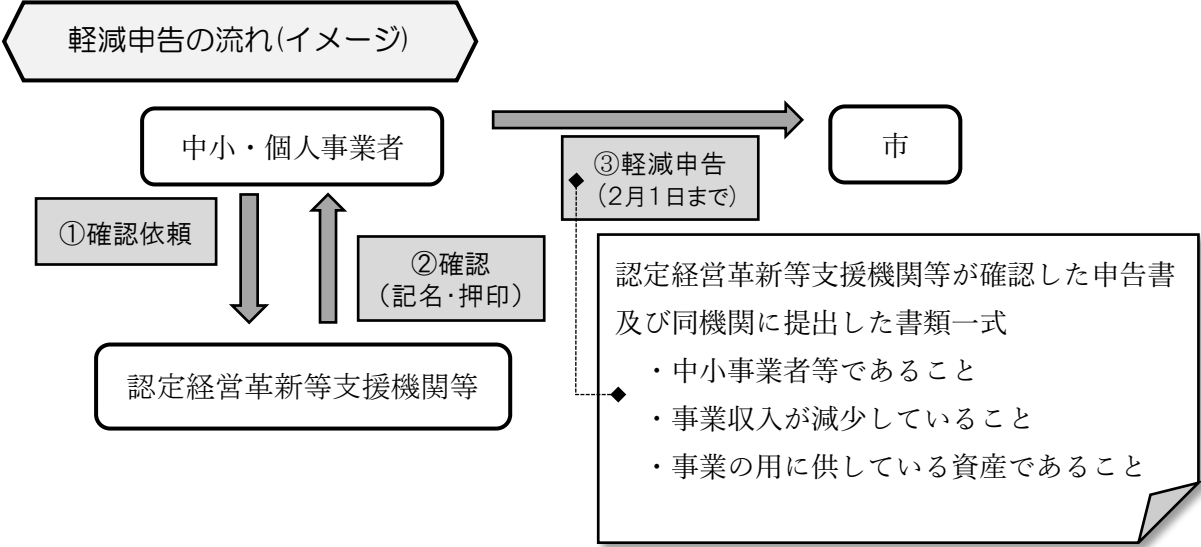 軽減申告の流れ(イメージ)
中小・個人事業者
市
③軽減申告
(2月1日まで)
①確認依頼
②確認
(記名・押印)
認定経営革新等支援機関等
認定経営革新等支援機関等が確認した申告書
及び同機関に提出した書類一式
・中小事業者等であること
・事業収入が減少していること
・事業の用に供している資産であること